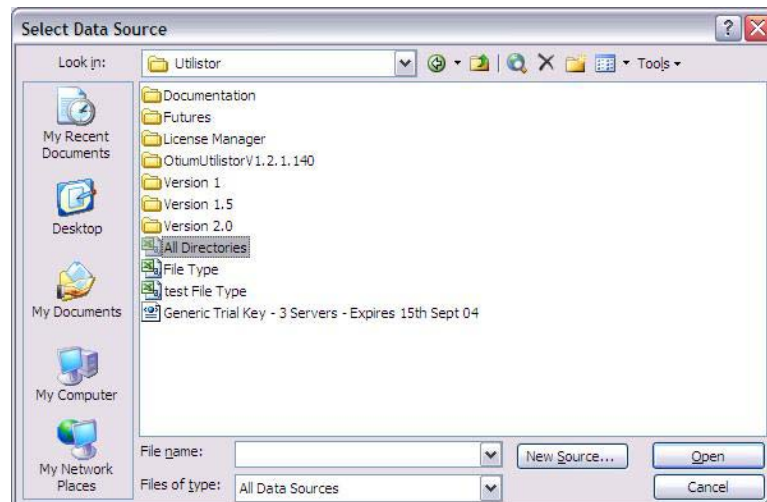 Select Data Source
Look in:
Utilistor
Tools
My Recent
Documents
Desktop
My Documents
My Computer
My Network
Places
Documentation
Futures
License Manager
OtiumUtilistorV1.2.1.140
Version 1
Version 1.5
Version 2.0
All Directories
File Type
test File Type
Generic Trial Key - 3 Servers - Expires 15th Sept 04
File name:
New Source...
Open
Files of type:
All Data Sources
Cancel